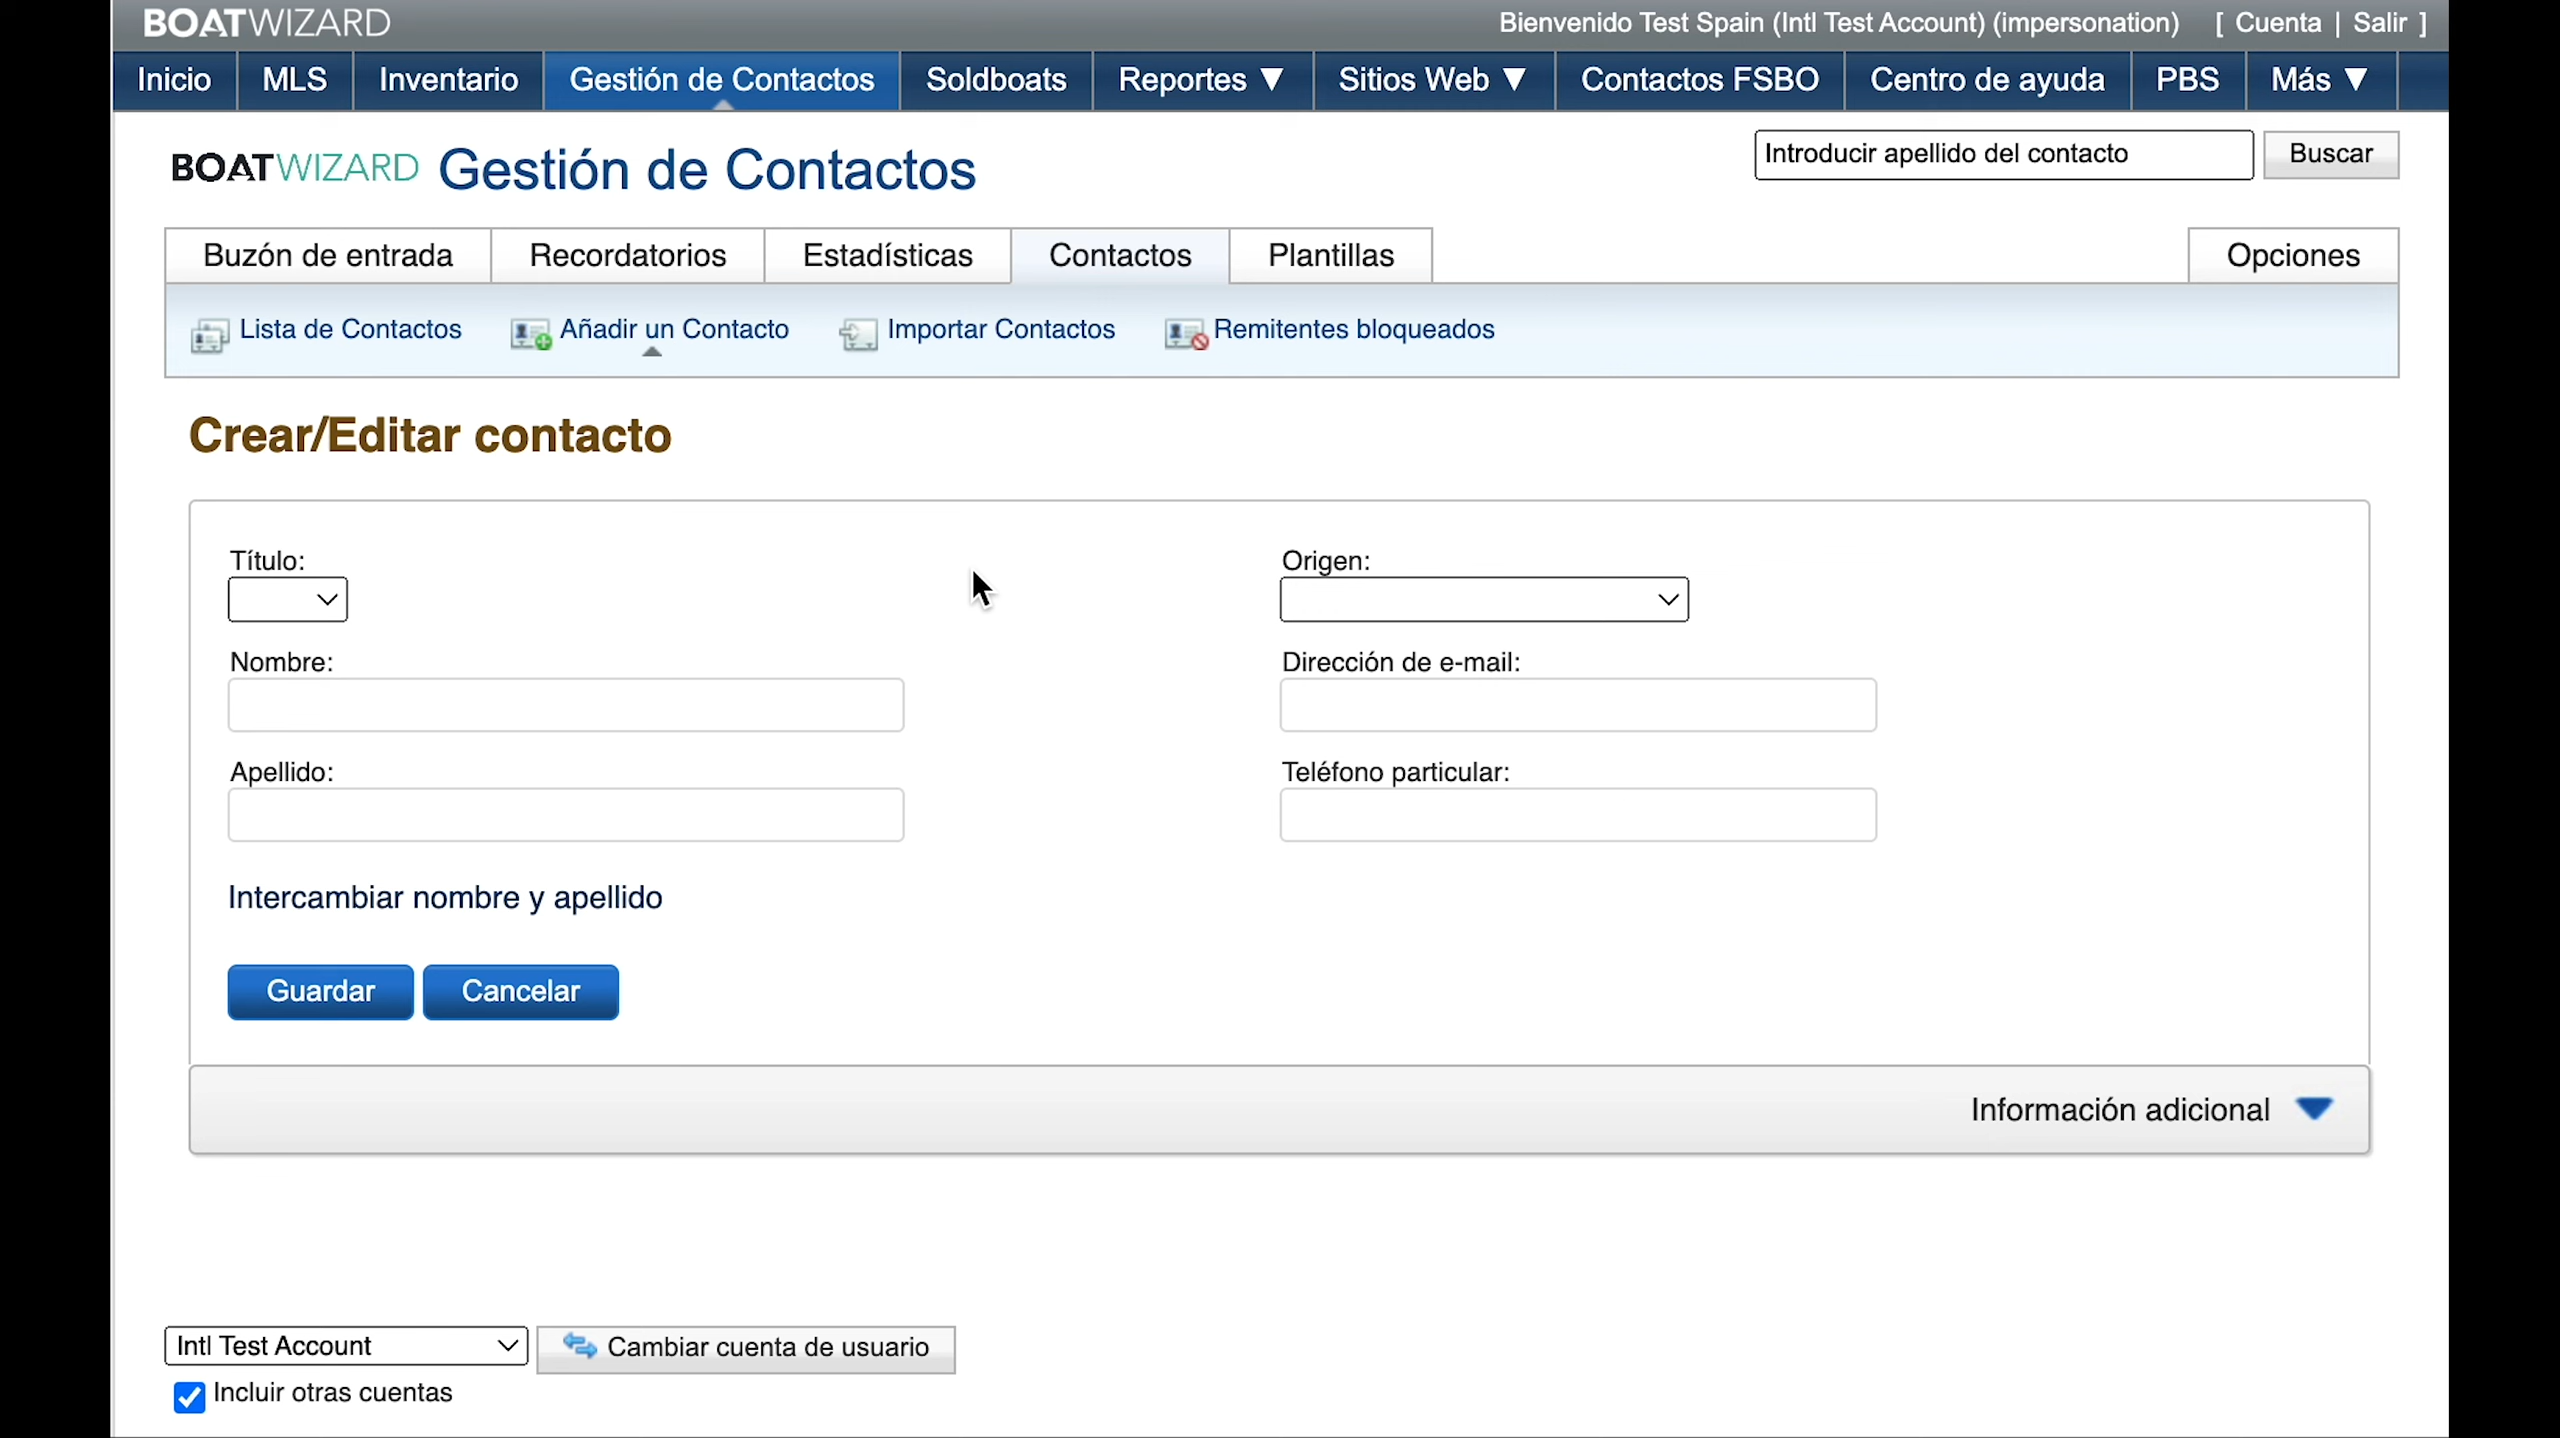 BOATWIZARD
Bienvenido Test Spain (Intl Test Account) (impersonation) [ Cuenta | Salir ]
Inicio MLS Inventario Gestión de Contactos Soldboats Reportes ▼ Sitios Web ▼ Contactos FSBO Centro de ayuda PBS Más ▼
BOATWIZARD Gestión de Contactos
Introducir apellido del contacto Buscar
Buzón de entrada Recordatorios Estadísticas Contactos Plantillas Opciones
Lista de Contactos Añadir un Contacto Importar Contactos Remitentes bloqueados
Crear/Editar contacto
Título: Origen:
Nombre: Dirección de e-mail:
Apellido: Teléfono particular:
Intercambiar nombre y apellido
Guardar Cancelar
Información adicional
Intl Test Account Cambiar cuenta de usuario
Incluir otras cuentas